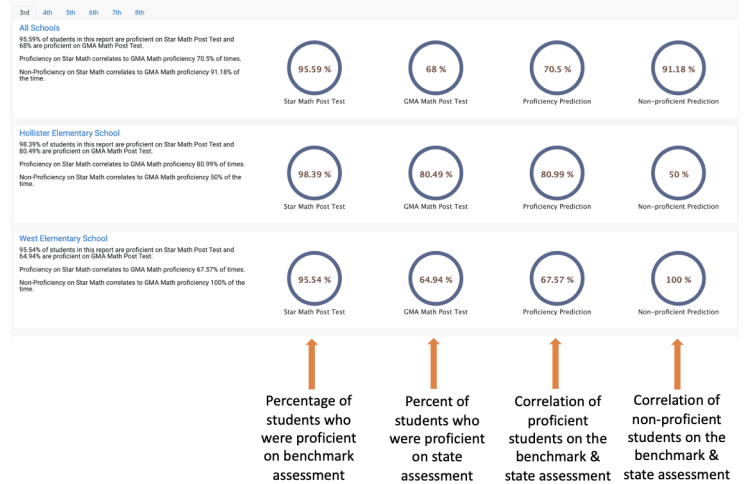 3rd 4th 5th 6th 7th 8th
All Schools
95.59% of students in this report are proficient on Star Math Post Test and
68% are proficient on GMA Math Post Test.
Proficiency on Star Math correlates to GMA Math proficiency 70.5% of times.
Non-Proficiency on Star Math correlates to GMA Math proficiency 91.18% of
the time.
95.59 %
Star Math Post Test
68 %
GMA Math Post Test
70.5 %
Proficiency Prediction
91.18 %
Non-proficient Prediction
Hollister Elementary School
98.39% of students in this report are proficient on Star Math Post Test and
80.49% are proficient on GMA Math Post Test.
Proficiency on Star Math correlates to GMA Math proficiency 80.99% of times.
Non-Proficiency on Star Math correlates to GMA Math proficiency 50% of the
time.
98.39 %
Star Math Post Test
80.49 %
GMA Math Post Test
80.99 %
Proficiency Prediction
50 %
Non-proficient Prediction
West Elementary School
95.54% of students in this report are proficient on Star Math Post Test and
64.94% are proficient on GMA Math Post Test.
Proficiency on Star Math correlates to GMA Math proficiency 67.57% of times.
Non-Proficiency on Star Math correlates to GMA Math proficiency 100% of the
time.
95.54 %
Star Math Post Test
64.94 %
GMA Math Post Test
67.57 %
Proficiency Prediction
100 %
Non-proficient Prediction
Percentage of
students who
were proficient
on benchmark
assessment
Percent of
students who
were proficient
on state
assessment
Correlation of
proficient
students on the
benchmark &
state assessment
Correlation of
non-proficient
students on the
benchmark &
state assessment